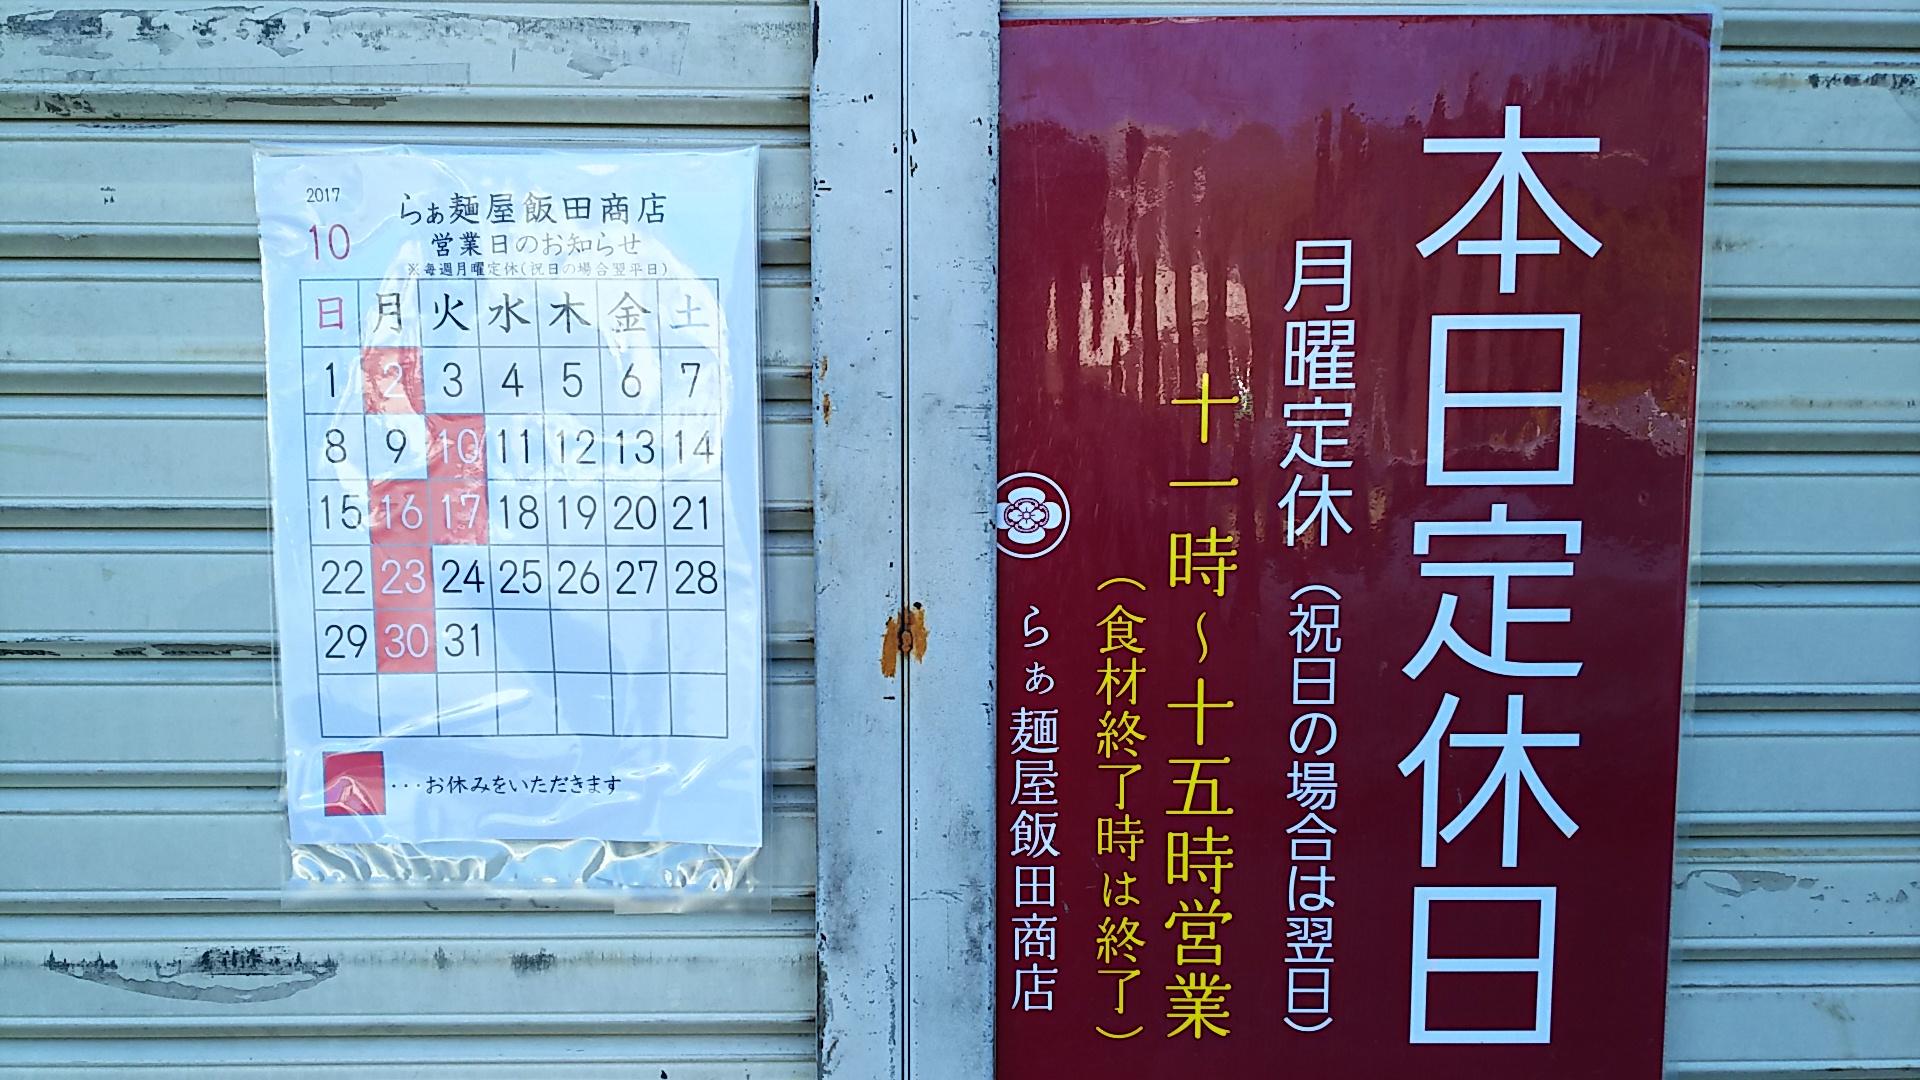 2017
10
らぁ麺屋飯田商店
営業日のお知らせ
※毎週月曜定休(祝日の場合翌平日)
日 月 火 水 木 金 土
1 2 3 4 5 6 7
8 9 10 11 12 13 14
15 16 17 18 19 20 21
22 23 24 25 26 27 28
29 30 31
・・・お休みをいただきます
本日定休日
月曜定休（祝日の場合は翌日）
十一時～十五時営業
（食材終了時は終了）
らぁ麺屋飯田商店